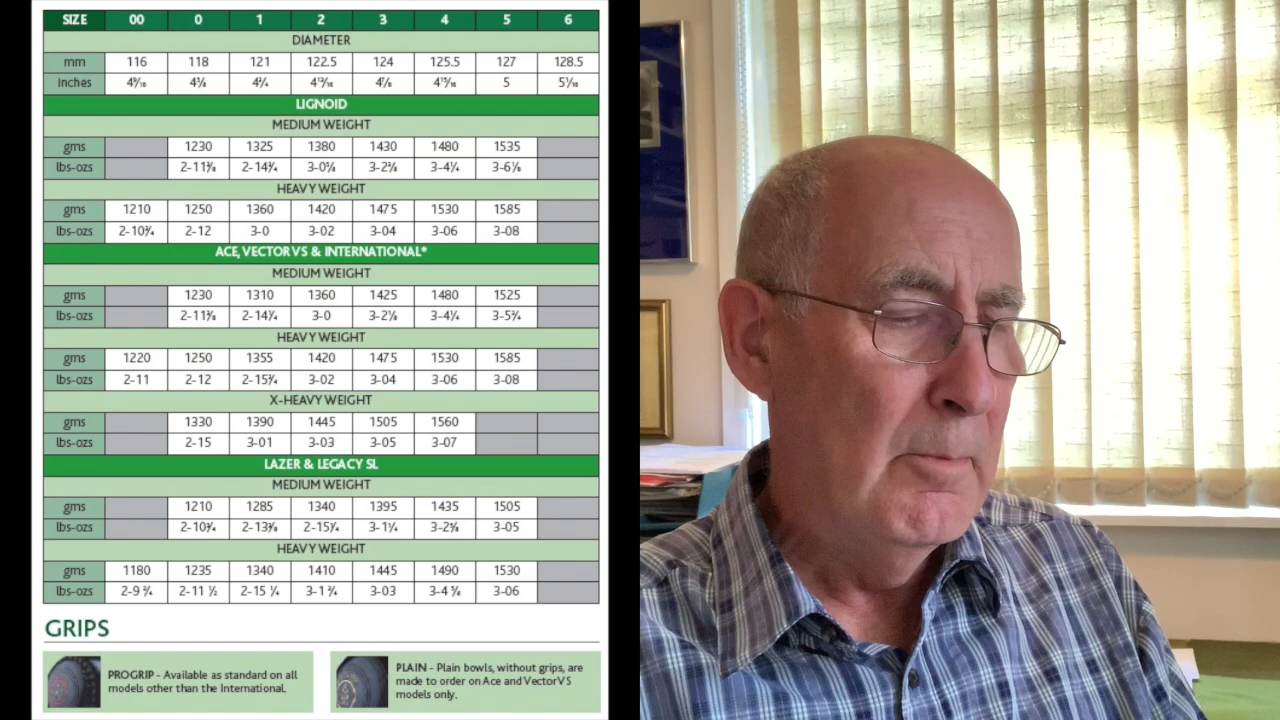 SIZE 00 0 1 2 3 4 5 6
DIAMETER
mm 116 118 121 122.5 124 125.5 127 128.5
inches 4⁹⁄₁₆ 4⅝ 4¾ 4¹³⁄₁₆ 4⅞ 4¹⁵⁄₁₆ 5 5¹⁄₁₆
LIGNOID
MEDIUM WEIGHT
gms 1230 1325 1380 1430 1480 1535
lbs-ozs 2-11⅜ 2-14¾ 3-2⅜ 3-4¼ 3-6⅛
HEAVY WEIGHT
gms 1210 1250 1360 1420 1475 1530 1585
lbs-ozs 2-10¾ 2-12 3-0 3-02 3-04 3-06 3-08
ACE, VECTOR VS & INTERNATIONAL*
MEDIUM WEIGHT
gms 1230 1310 1360 1425 1480 1525
lbs-ozs 2-11⅜ 2-14¼ 3-0 3-2⅛ 3-4¼ 3-5¾
HEAVY WEIGHT
gms 1220 1250 1355 1420 1475 1530 1585
lbs-ozs 2-11 2-12 2-15¾ 3-02 3-04 3-06 3-08
X-HEAVY WEIGHT
gms 1330 1390 1445 1505 1560
lbs-ozs 2-15 3-01 3-03 3-05 3-07
LAZER & LEGACY SL
MEDIUM WEIGHT
gms 1210 1285 1340 1395 1435 1505
lbs-ozs 2-10¾ 2-13⅜ 2-15¼ 3-1¼ 3-05
HEAVY WEIGHT
gms 1180 1235 1340 1410 1445 1490 1530
lbs-ozs 2-9 ¾ 2-11 ½ 2-15 ¼ 3-1 ¾ 3-03 3-4 ⅝ 3-06
GRIPS
PROGRIP - Available as standard on all
models other than the International.
PLAIN - Plain bowls, without grips, are
made to order on Ace and Vector VS
models only.